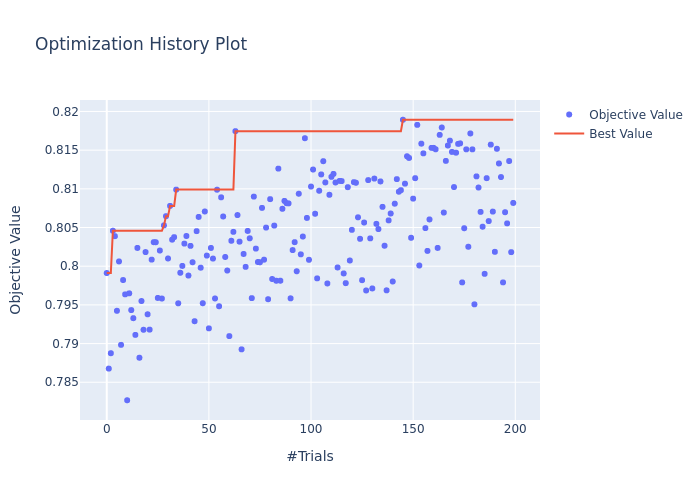 Optimization History Plot
Objective Value
Best Value
0.82
0.815
0.81
0.805
0.8
0.795
0.79
0.785
Objective Value
0
50
100
150
200
#Trials